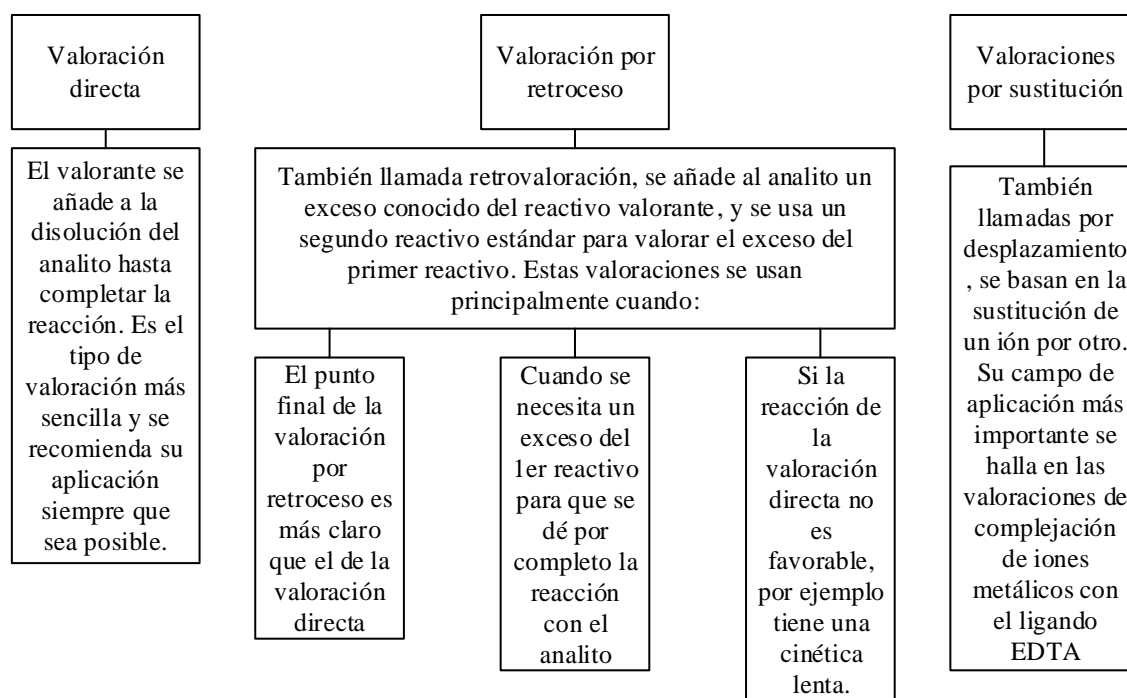 Valoración
directa
El valorante se
añade a la
disolución del
analito hasta
completar la
reacción. Es el
tipo de
valoración más
sencilla y se
recomienda su
aplicación
siempre que
sea posible.
Valoración por
retroceso
También llamada retrovaloración, se añade al analito un
exceso conocido del reactivo valorante, y se usa un
segundo reactivo estándar para valorar el exceso del
primer reactivo. Estas valoraciones se usan
principalmente cuando:
El punto
final de la
valoración
por
retroceso es
más claro
que el de la
valoración
directa
Cuando se
necesita un
exceso del
1er reactivo
para que se
dé por
completo la
reacción
con el
analito
Si la
reacción de
la
valoración
directa no
es
favorable,
por ejemplo
tiene una
cinética
lenta.
Valoraciones
por sustitución
También
llamadas por
desplazamiento
, se basan en la
sustitución de
un ión por otro.
Su campo de
aplicación más
importante se
halla en las
valoraciones de
complejación
de iones
metálicos con
el ligando
EDTA